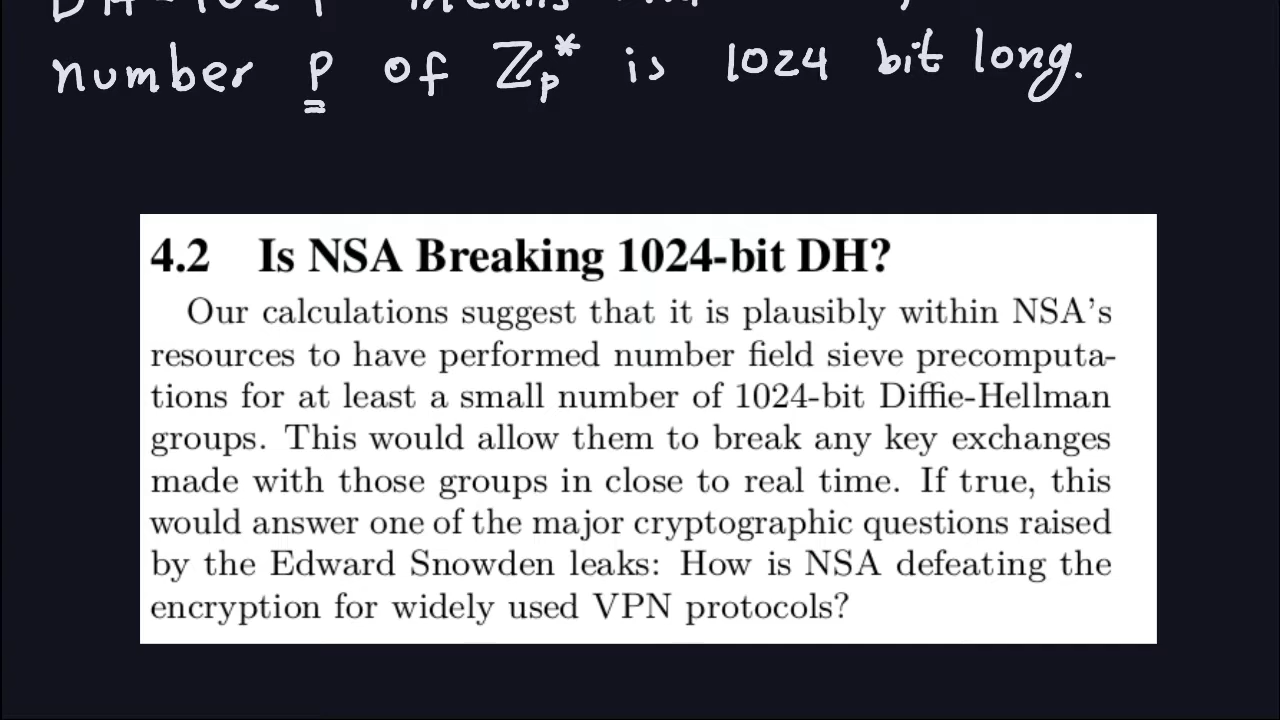 DH-1024 means
number p of ℤₚ* is 1024 bit long.
4.2 Is NSA Breaking 1024-bit DH?
Our calculations suggest that it is plausibly within NSA's
resources to have performed number field sieve precomputa-
tions for at least a small number of 1024-bit Diffie-Hellman
groups. This would allow them to break any key exchanges
made with those groups in close to real time. If true, this
would answer one of the major cryptographic questions raised
by the Edward Snowden leaks: How is NSA defeating the
encryption for widely used VPN protocols?